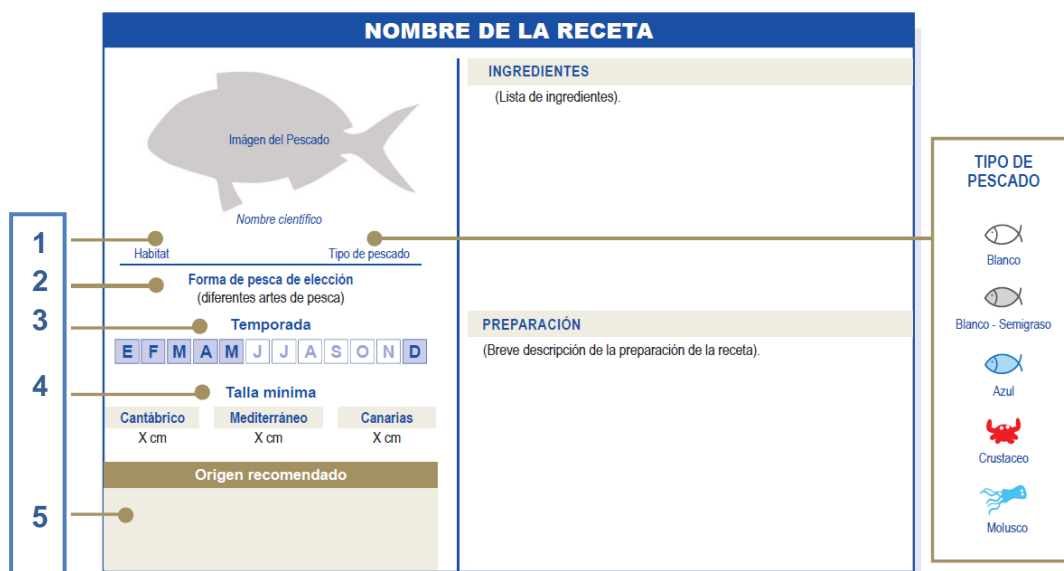 NOMBRE DE LA RECETA
Imágen del Pescado
Nombre científico
1
Habitat
Tipo de pescado
2
Forma de pesca de elección
(diferentes artes de pesca)
3
Temporada
E F M A M J J A S O N D
4
Talla mínima
Cantábrico Mediterráneo Canarias
X cm X cm X cm
Origen recomendado
5
INGREDIENTES
(Lista de ingredientes).
PREPARACIÓN
(Breve descripción de la preparación de la receta).
TIPO DE
PESCADO
Blanco
Blanco - Semigraso
Azul
Crustaceo
Molusco